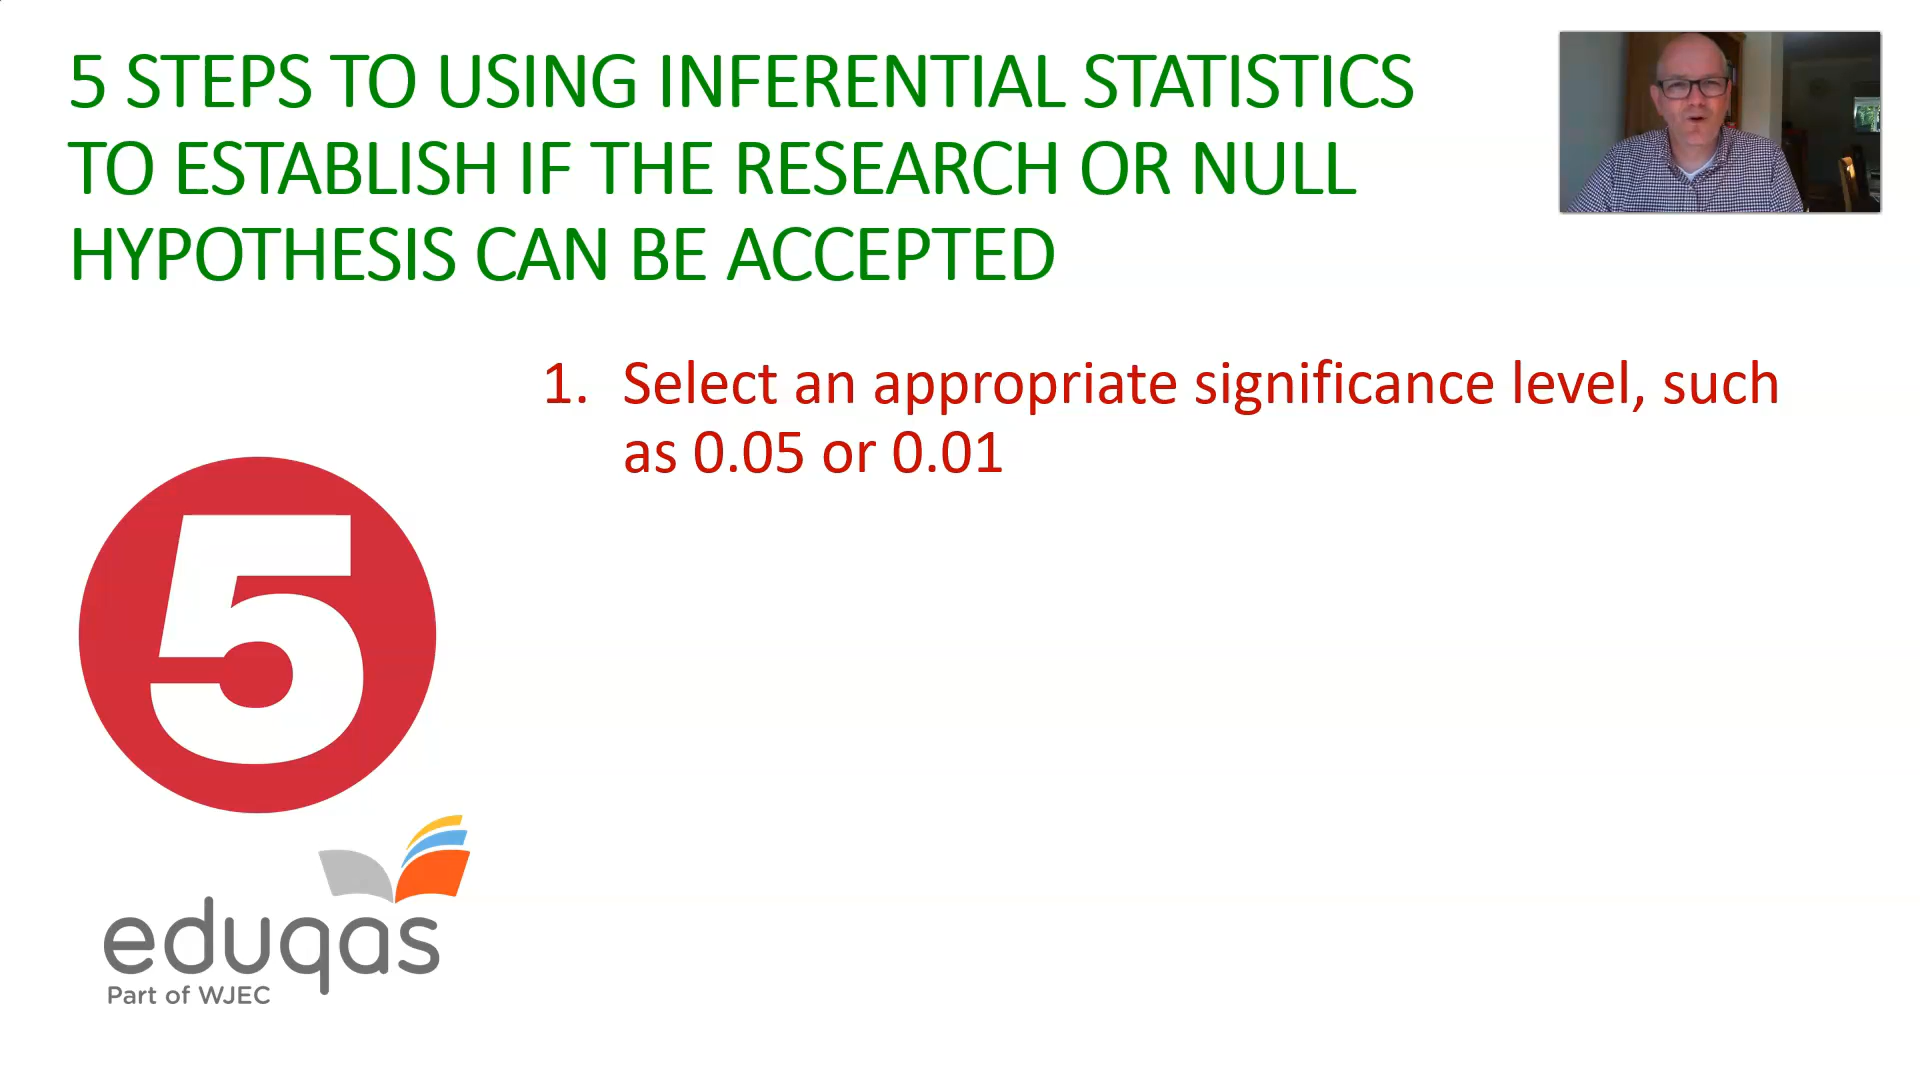 5 STEPS TO USING INFERENTIAL STATISTICS
TO ESTABLISH IF THE RESEARCH OR NULL
HYPOTHESIS CAN BE ACCEPTED
1. Select an appropriate significance level, such
as 0.05 or 0.01
5
eduqas
Part of WJEC